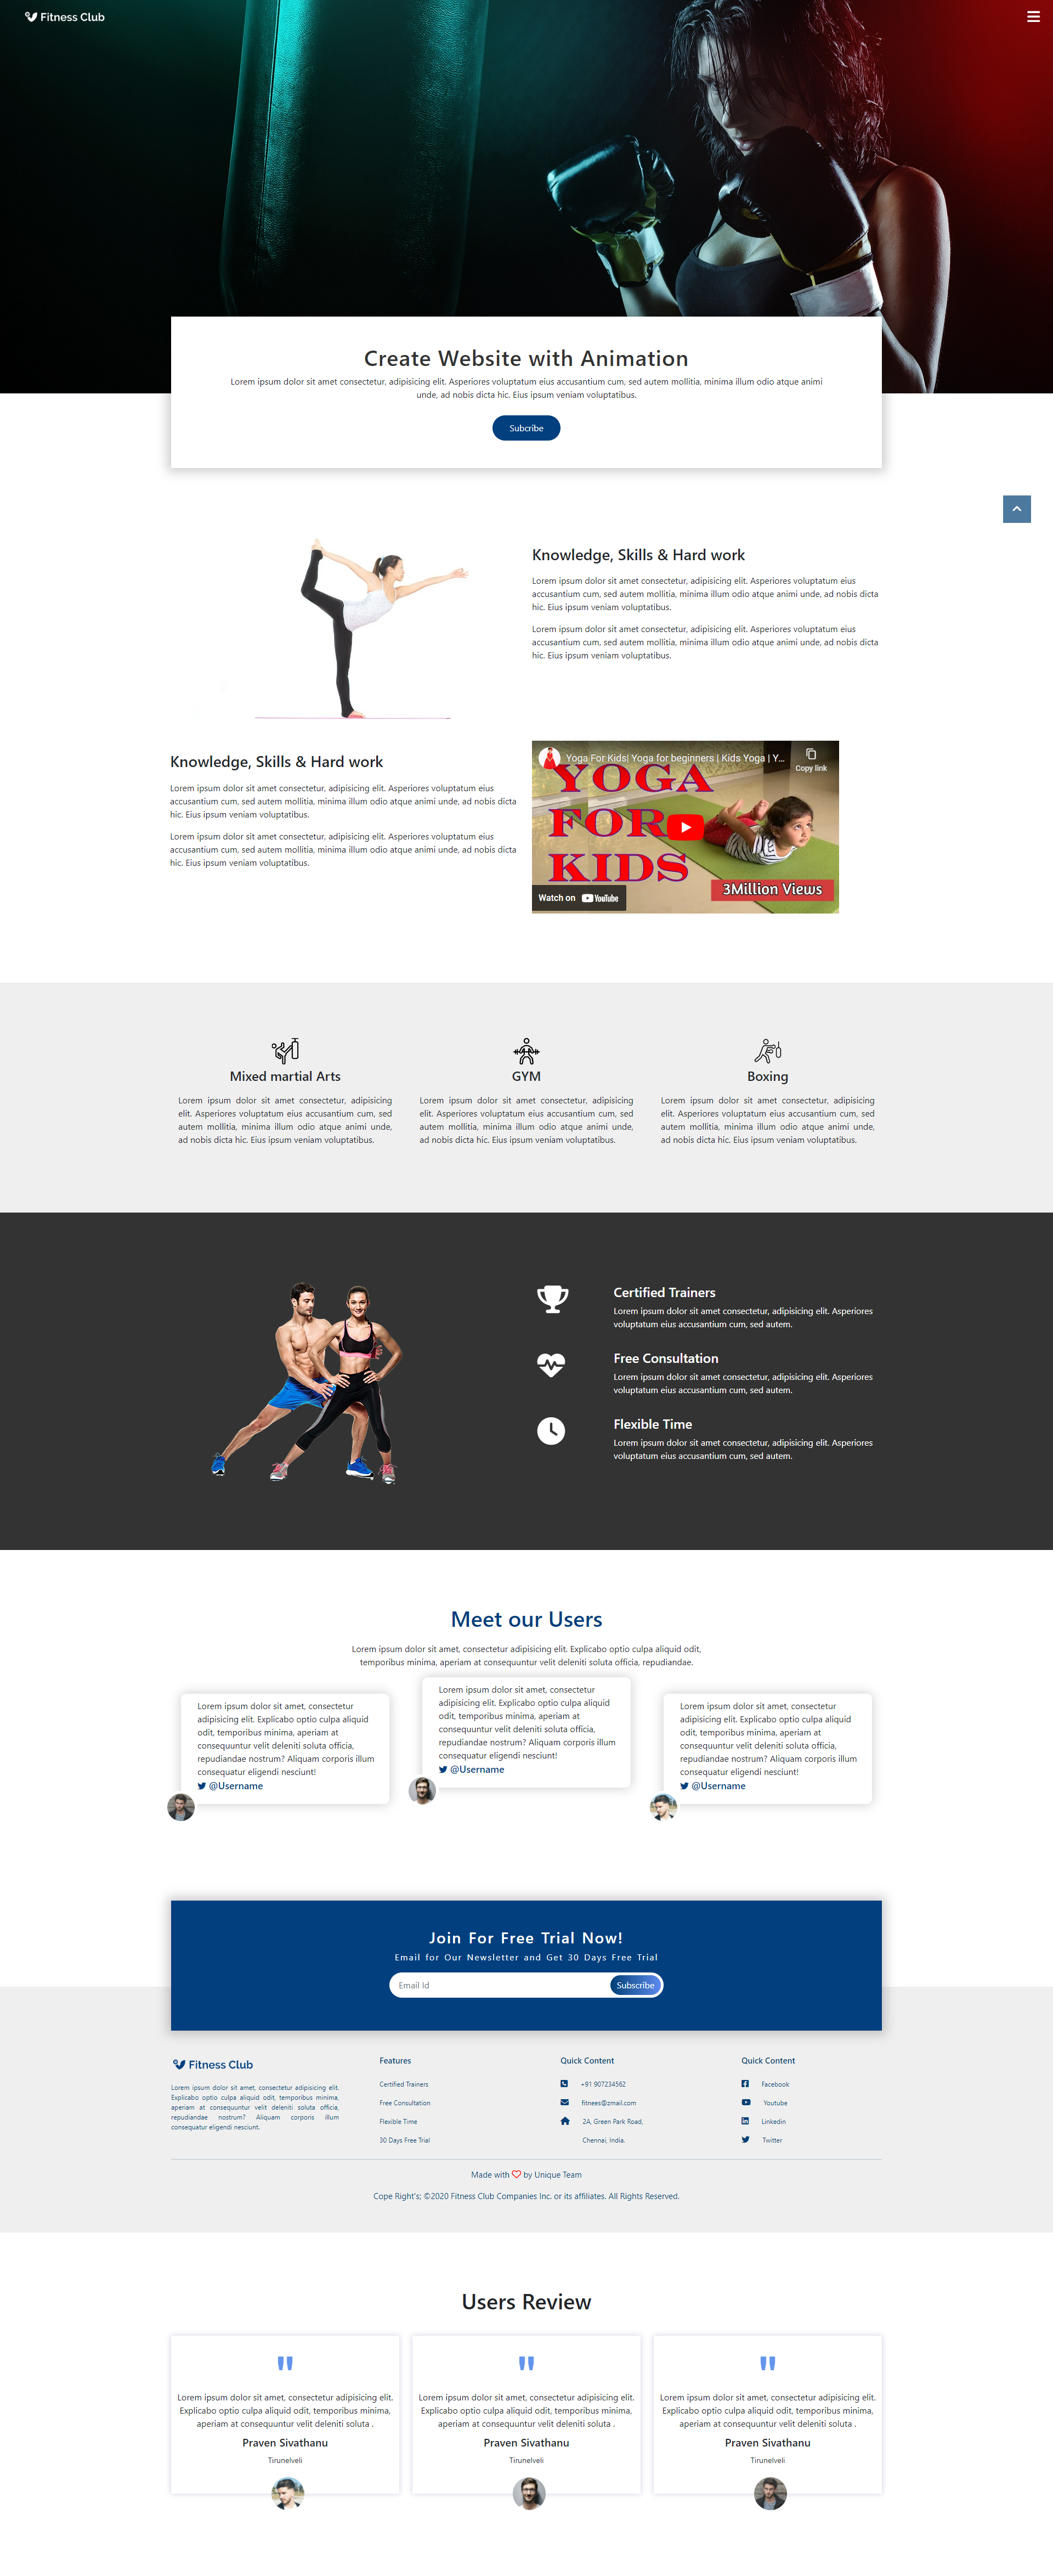 Fitness Club
Create Website with Animation
Lorem ipsum dolor sit amet consectetur, adipisicing elit. Asperiores voluptatum eius accusantium cum, sed autem mollitia, minima illum odio atque animi
unde, ad nobis dicta hic. Eius ipsum veniam voluptatibus.
Subcribe
Knowledge, Skills & Hard work
Lorem ipsum dolor sit amet consectetur, adipisicing elit. Asperiores voluptatum eius
accusantium cum, sed autem mollitia, minima illum odio atque animi unde, ad nobis dicta
hic. Eius ipsum veniam voluptatibus.
Lorem ipsum dolor sit amet consectetur, adipisicing elit. Asperiores voluptatum eius
accusantium cum, sed autem mollitia, minima illum odio atque animi unde, ad nobis dicta
hic. Eius ipsum veniam voluptatibus.
Knowledge, Skills & Hard work
Lorem ipsum dolor sit amet consectetur, adipisicing elit. Asperiores voluptatum eius
accusantium cum, sed autem mollitia, minima illum odio atque animi unde, ad nobis dicta
hic. Eius ipsum veniam voluptatibus.
Lorem ipsum dolor sit amet consectetur, adipisicing elit. Asperiores voluptatum eius
accusantium cum, sed autem mollitia, minima illum odio atque animi unde, ad nobis dicta
hic. Eius ipsum veniam voluptatibus.
Yoga For Kids| Yoga for beginners | Kids Yoga | Y...
Copy link
YOGA
FOR
KIDS
3Million Views
Watch on YouTube
Mixed martial Arts
Lorem ipsum dolor sit amet consectetur, adipisicing
elit. Asperiores voluptatum eius accusantium cum, sed
autem mollitia, minima illum odio atque animi unde,
ad nobis dicta hic. Eius ipsum veniam voluptatibus.
GYM
Lorem ipsum dolor sit amet consectetur, adipisicing
elit. Asperiores voluptatum eius accusantium cum, sed
autem mollitia, minima illum odio atque animi unde,
ad nobis dicta hic. Eius ipsum veniam voluptatibus.
Boxing
Lorem ipsum dolor sit amet consectetur, adipisicing
elit. Asperiores voluptatum eius accusantium cum, sed
autem mollitia, minima illum odio atque animi unde,
ad nobis dicta hic. Eius ipsum veniam voluptatibus.
Certified Trainers
Lorem ipsum dolor sit amet consectetur, adipisicing elit. Asperiores
voluptatum eius accusantium cum, sed autem.
Free Consultation
Lorem ipsum dolor sit amet consectetur, adipisicing elit. Asperiores
voluptatum eius accusantium cum, sed autem.
Flexible Time
Lorem ipsum dolor sit amet consectetur, adipisicing elit. Asperiores
voluptatum eius accusantium cum, sed autem.
Meet our Users
Lorem ipsum dolor sit amet, consectetur adipisicing elit. Explicabo optio culpa aliquid odit,
temporibus minima, aperiam at consequuntur velit deleniti soluta officia, repudiandae.
Lorem ipsum dolor sit amet, consectetur
adipisicing elit. Explicabo optio culpa aliquid
odit, temporibus minima, aperiam at
consequuntur velit deleniti soluta officia,
repudiandae nostrum? Aliquam corporis illum
consequatur eligendi nesciunt!
@Username
Lorem ipsum dolor sit amet, consectetur
adipisicing elit. Explicabo optio culpa aliquid
odit, temporibus minima, aperiam at
consequuntur velit deleniti soluta officia,
repudiandae nostrum? Aliquam corporis illum
consequatur eligendi nesciunt!
@Username
Lorem ipsum dolor sit amet, consectetur
adipisicing elit. Explicabo optio culpa aliquid
odit, temporibus minima, aperiam at
consequuntur velit deleniti soluta officia,
repudiandae nostrum? Aliquam corporis illum
consequatur eligendi nesciunt!
@Username
Join For Free Trial Now!
Email for Our Newsletter and Get 30 Days Free Trial
Email Id
Subscribe
Fitness Club
Lorem ipsum dolor sit amet, consectetur adipisicing elit.
Explicabo optio culpa aliquid odit, temporibus minima,
aperiam at consequuntur velit deleniti soluta officia,
repudiandae nostrum? Aliquam corporis illum
consequatur eligendi nesciunt.
Features
Certified Trainers
Free Consultation
Flexible Time
30 Days Free Trial
Quick Content
+91 907234562
fitnees@zmail.com
2A, Green Park Road,
Chennai, India.
Quick Content
Facebook
Youtube
Linkedin
Twitter
Made with by Unique Team
Cope Right's; ©2020 Fitness Club Companies Inc. or its affiliates. All Rights Reserved.
Users Review
"
Lorem ipsum dolor sit amet, consectetur adipisicing elit.
Explicabo optio culpa aliquid odit, temporibus minima,
aperiam at consequuntur velit deleniti soluta .
Praven Sivathanu
Tirunelveli
"
Lorem ipsum dolor sit amet, consectetur adipisicing elit.
Explicabo optio culpa aliquid odit, temporibus minima,
aperiam at consequuntur velit deleniti soluta .
Praven Sivathanu
Tirunelveli
"
Lorem ipsum dolor sit amet, consectetur adipisicing elit.
Explicabo optio culpa aliquid odit, temporibus minima,
aperiam at consequuntur velit deleniti soluta .
Praven Sivathanu
Tirunelveli